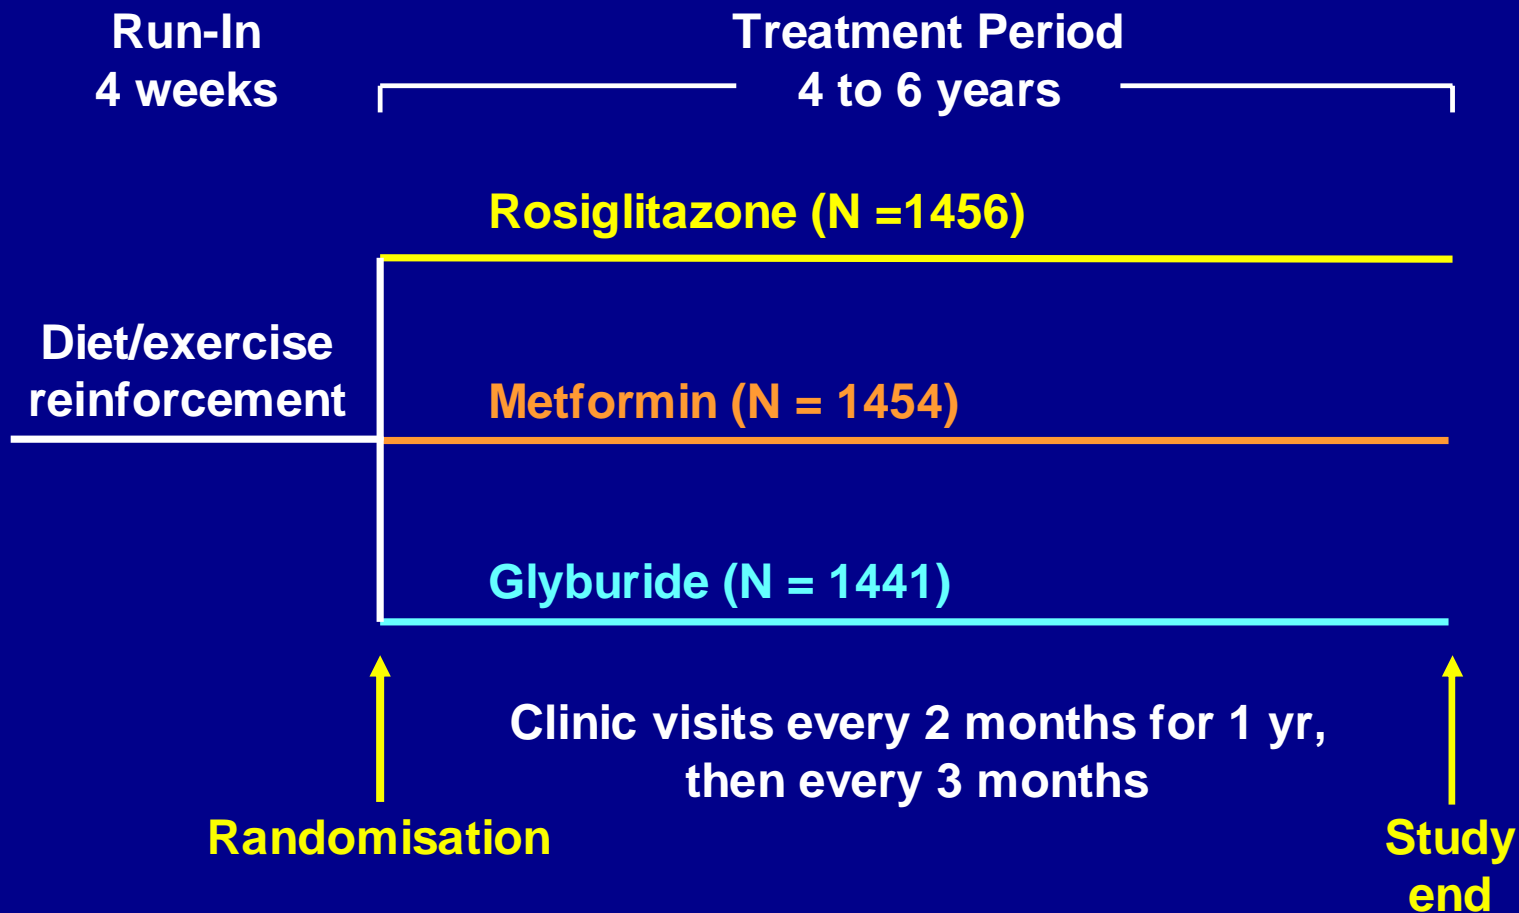 Run-In
4 weeks
Treatment Period
4 to 6 years
Rosiglitazone (N =1456)
Diet/exercise
reinforcement
Metformin (N = 1454)
Glyburide (N = 1441)
Clinic visits every 2 months for 1 yr,
then every 3 months
Randomisation
Study
end